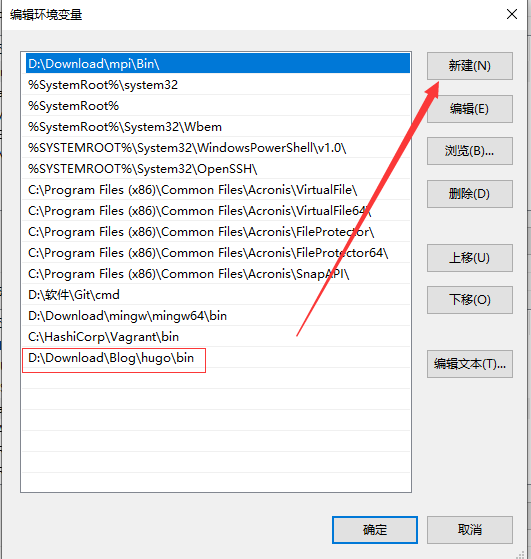 编辑环境变量
D:\Download\mpi\Bin\
%SystemRoot%\system32
%SystemRoot%
%SystemRoot%\System32\Wbem
%SYSTEMROOT%\System32\WindowsPowerShell\v1.0\
%SYSTEMROOT%\System32\OpenSSH\
C:\Program Files (x86)\Common Files\Acronis\VirtualFile\
C:\Program Files (x86)\Common Files\Acronis\VirtualFile64\
C:\Program Files (x86)\Common Files\Acronis\FileProtector\
C:\Program Files (x86)\Common Files\Acronis\FileProtector64\
C:\Program Files (x86)\Common Files\Acronis\SnapAPI\
D:\软件\Git\cmd
D:\Download\mingw\mingw64\bin
C:\HashiCorp\Vagrant\bin
D:\Download\Blog\hugo\bin
新建(N)
编辑(E)
浏览(B)...
删除(D)
上移(U)
下移(O)
编辑文本(T)...
确定
取消